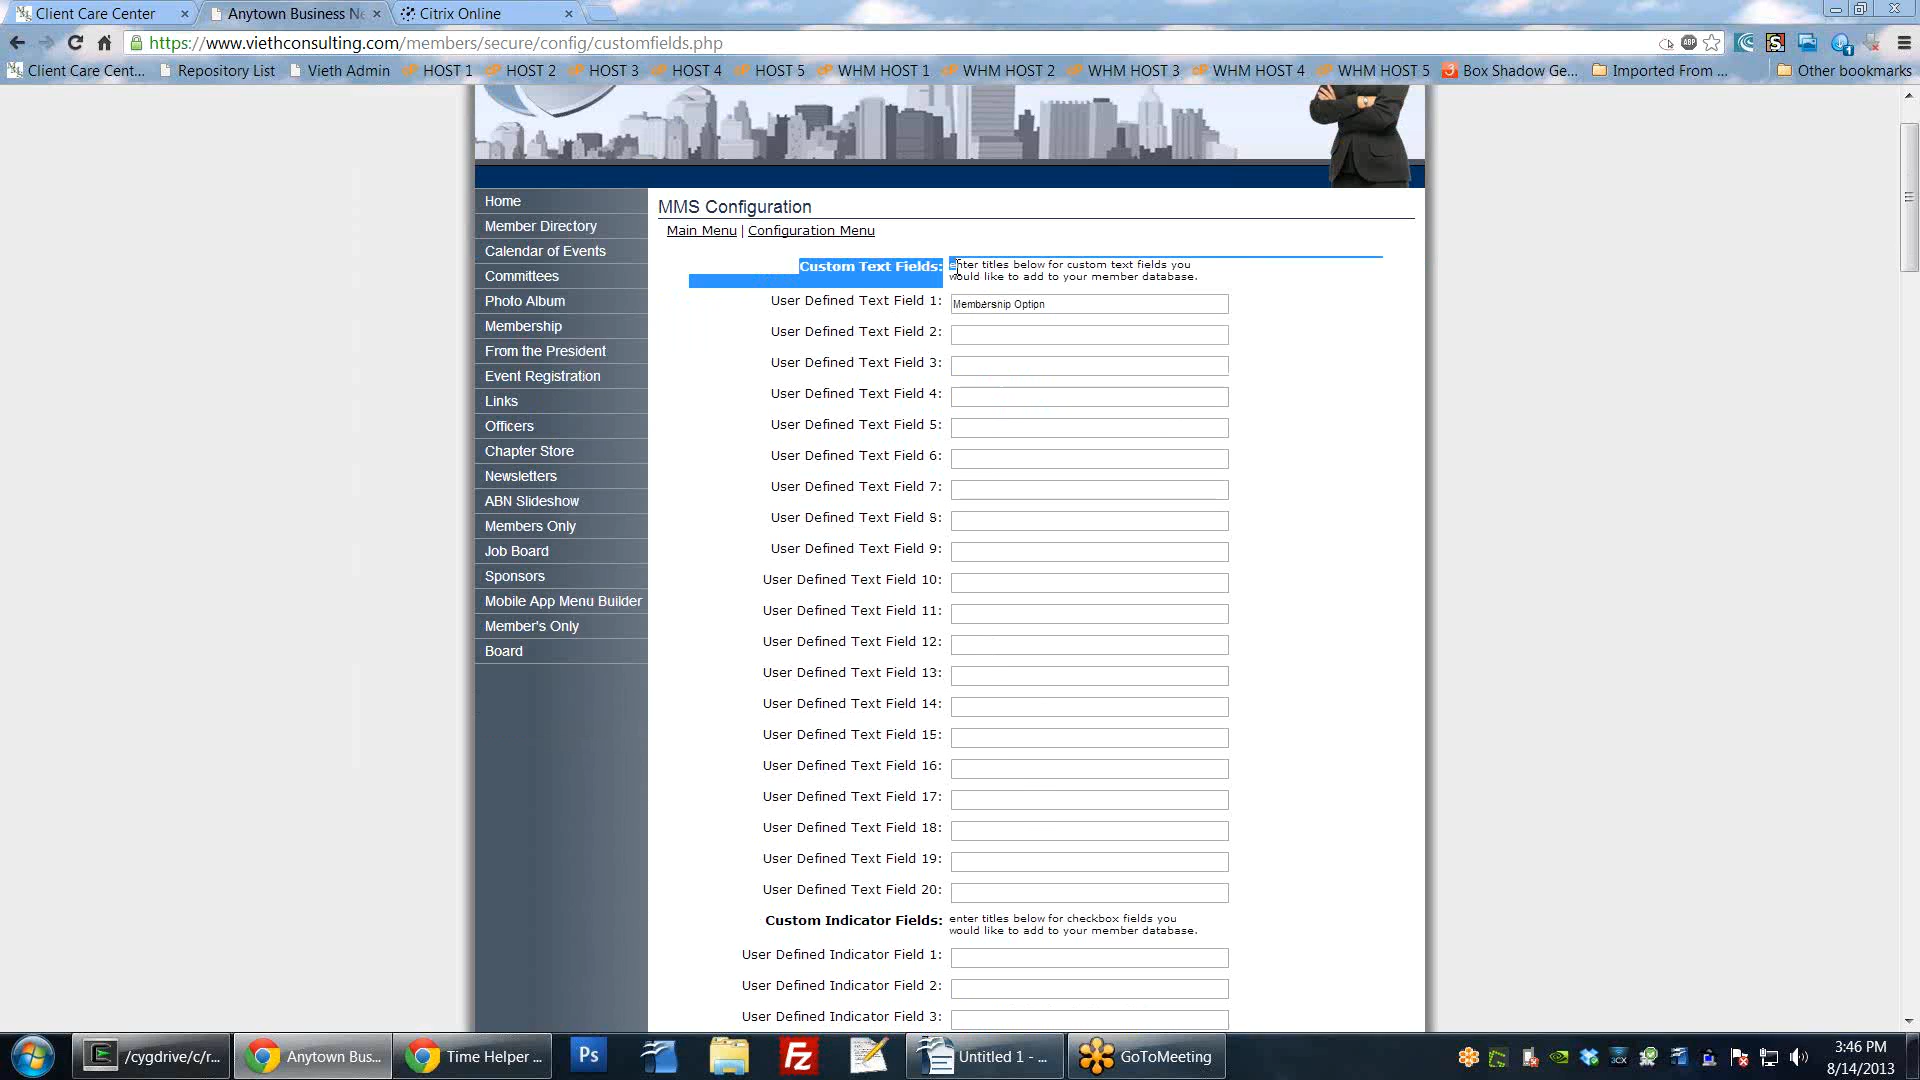 Client Care Center
Anytown Business Ne
Citrix Online
https://www.viethconsulting.com/members/secure/config/customfields.php
Client Care Cent...
Repository List
Vieth Admin
HOST 1
HOST 2
HOST 3
HOST 4
HOST 5
WHM HOST 1
WHM HOST 2
WHM HOST 3
WHM HOST 4
WHM HOST 5
Box Shadow Ge...
Imported From ...
Other bookmarks
Home
Member Directory
Calendar of Events
Committees
Photo Album
Membership
From the President
Event Registration
Links
Officers
Chapter Store
Newsletters
ABN Slideshow
Members Only
Job Board
Sponsors
Mobile App Menu Builder
Member's Only
Board
MMS Configuration
Main Menu | Configuration Menu
Custom Text Fields: enter titles below for custom text fields you
would like to add to your member database.
User Defined Text Field 1: Membership Option
User Defined Text Field 2:
User Defined Text Field 3:
User Defined Text Field 4:
User Defined Text Field 5:
User Defined Text Field 6:
User Defined Text Field 7:
User Defined Text Field 8:
User Defined Text Field 9:
User Defined Text Field 10:
User Defined Text Field 11:
User Defined Text Field 12:
User Defined Text Field 13:
User Defined Text Field 14:
User Defined Text Field 15:
User Defined Text Field 16:
User Defined Text Field 17:
User Defined Text Field 18:
User Defined Text Field 19:
User Defined Text Field 20:
Custom Indicator Fields: enter titles below for checkbox fields you
would like to add to your member database.
User Defined Indicator Field 1:
User Defined Indicator Field 2:
User Defined Indicator Field 3:
/cygdrive/c/r...
Anytown Bus...
Time Helper ...
Ps
Fz
Untitled 1 - ...
GoToMeeting
3:46 PM
8/14/2013